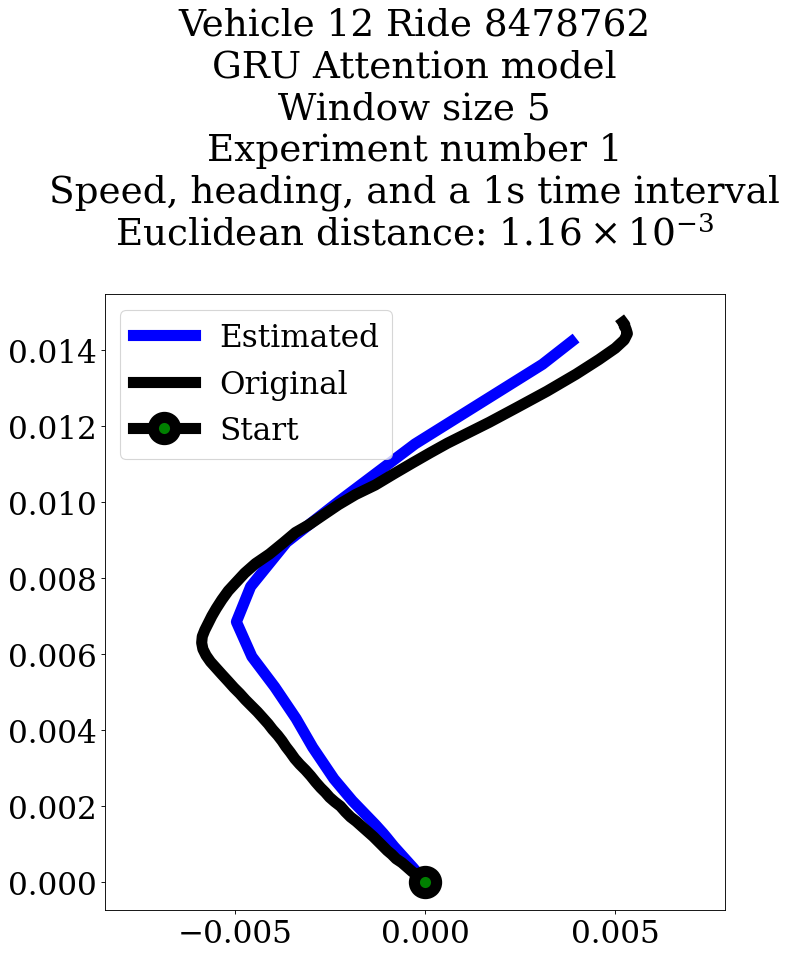 Vehicle 12 Ride 8478762
GRU Attention model
Window size 5
Experiment number 1
Speed, heading, and a 1s time interval
Euclidean distance: 1.16 × 10⁻³
Estimated
Original
Start
0.014
0.012
0.010
0.008
0.006
0.004
0.002
0.000
−0.005 0.000 0.005